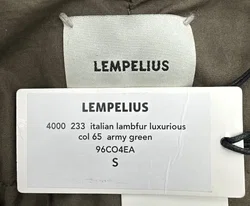 LEMPELIUS
LEMPELIUS
4000 233 italian lambfur luxurious
col 65 army green
96CO4EA
S